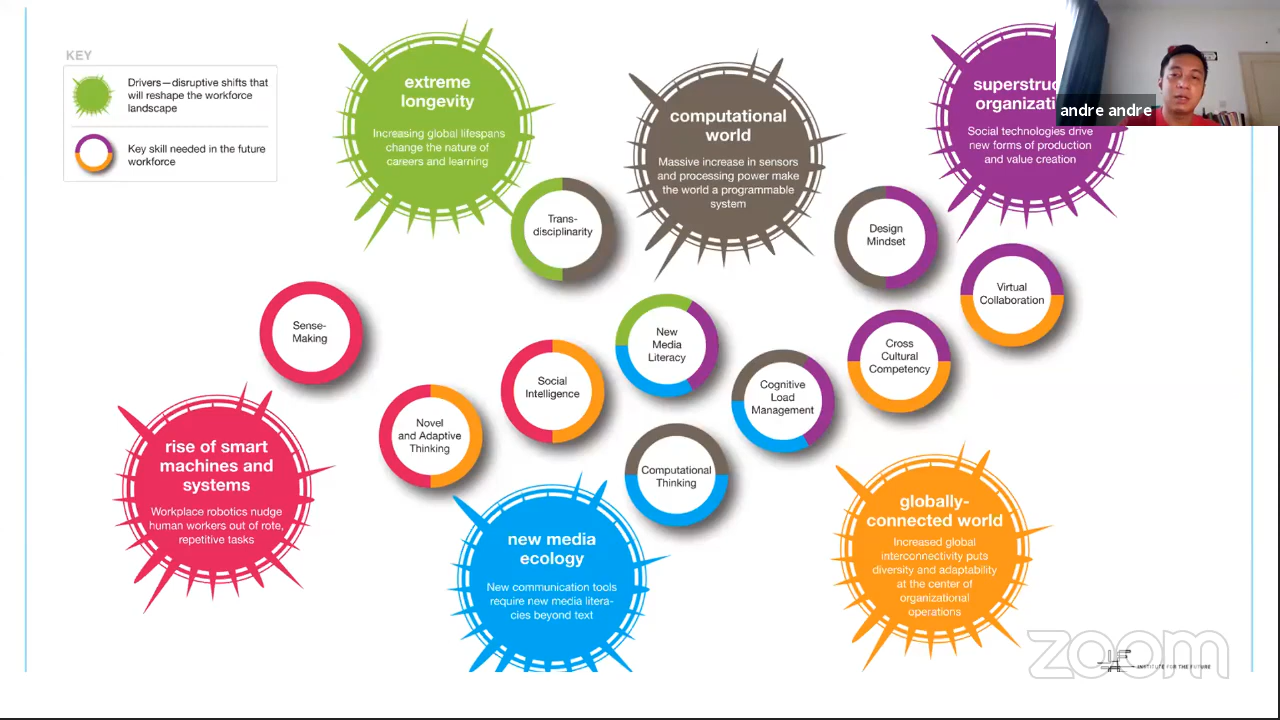 KEY
Drivers—disruptive shifts that
will reshape the workforce
landscape
Key skill needed in the future
workforce
extreme
longevity
Increasing global lifespans
change the nature of
careers and learning
computational
world
Massive increase in sensors
and processing power make
the world a programmable
system
Social technologies drive
new forms of production
and value creation
andre andre
Trans-
disciplinarity
Design
Mindset
Virtual
Collaboration
Sense-
Making
New
Media
Literacy
Cross
Cultural
Competency
Social
Intelligence
Cognitive
Load
Management
Novel
and Adaptive
Thinking
Computational
Thinking
rise of smart
machines and
systems
Workplace robotics nudge
human workers out of rote,
repetitive tasks
new media
ecology
New communication tools
require new media litera-
cies beyond text
globally-
connected world
Increased global
interconnectivity puts
diversity and adaptability
at the center of
organizational
operations
zoom
INSTITUTE FOR THE FUTURE